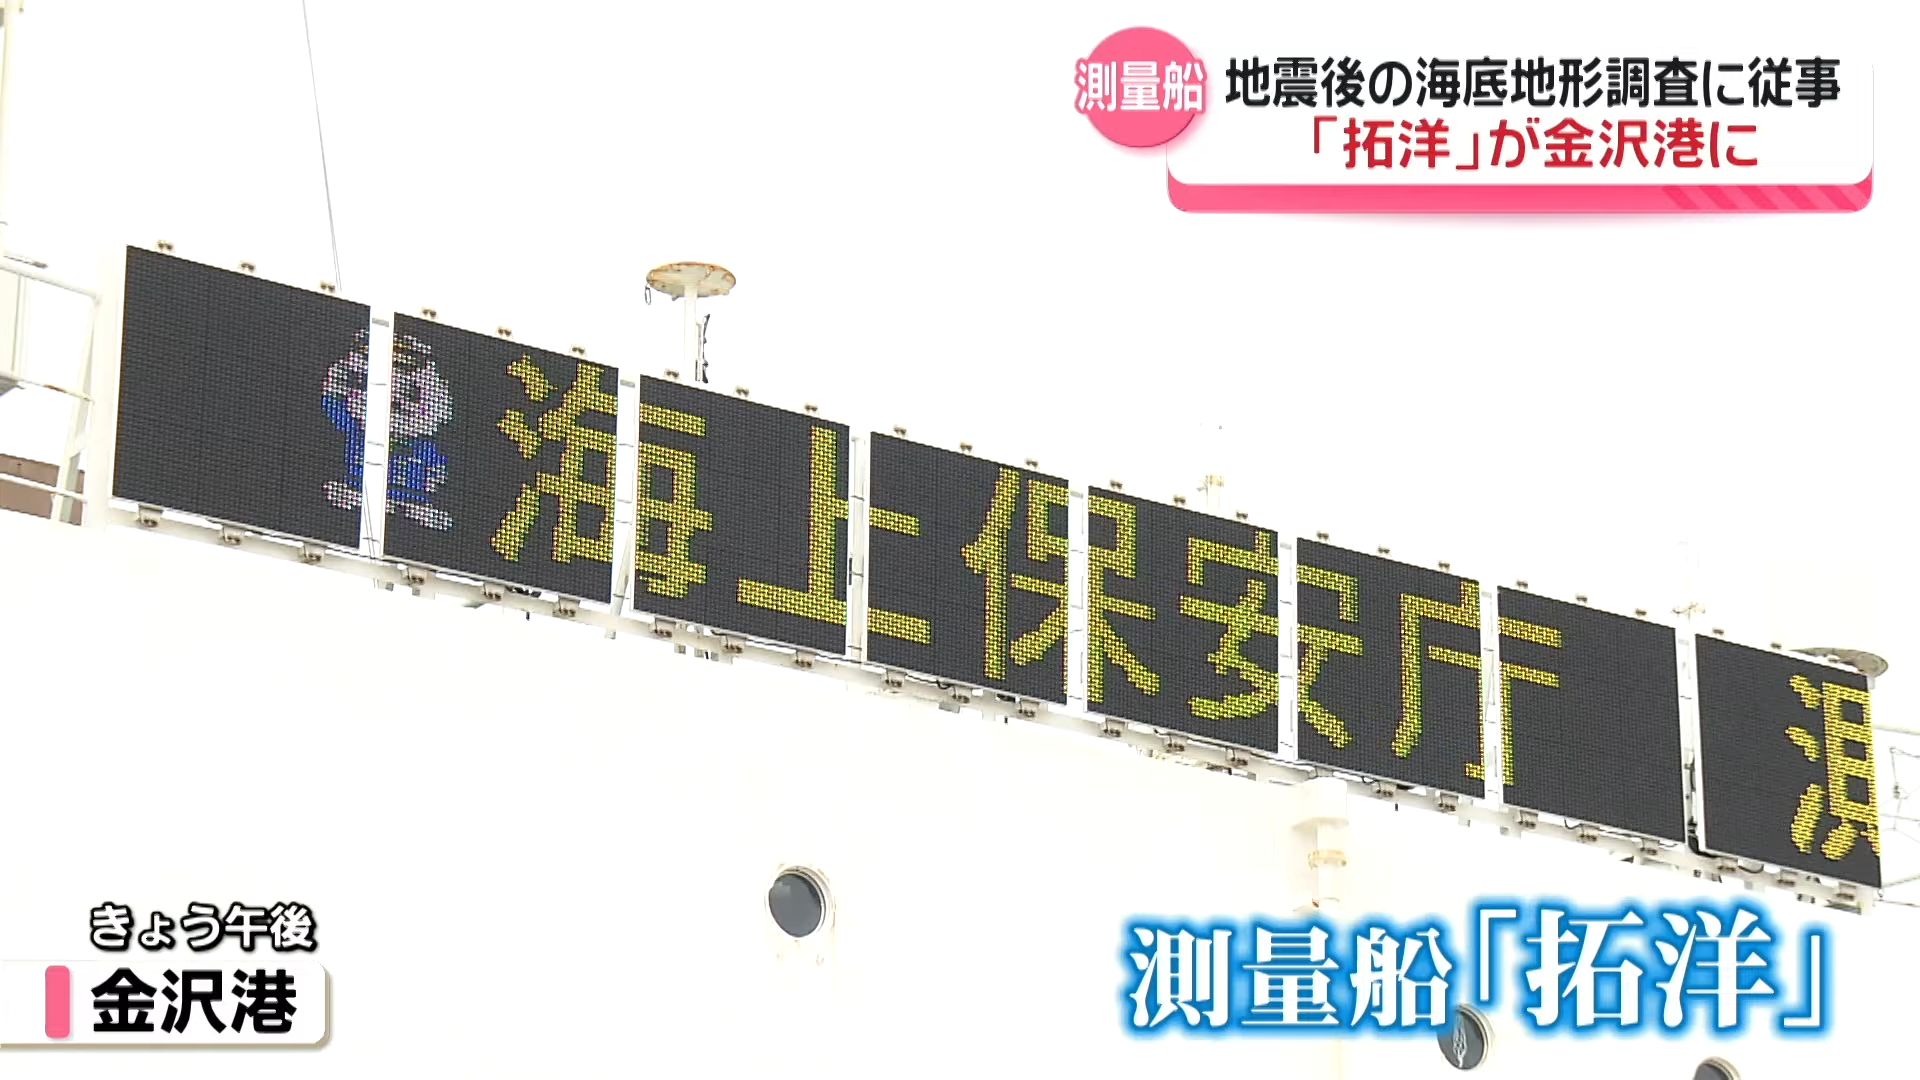 測量船
地震後の海底地形調査に従事
「拓洋」が金沢港に
海上保安庁
きょう午後
金沢港
測量船「拓洋」